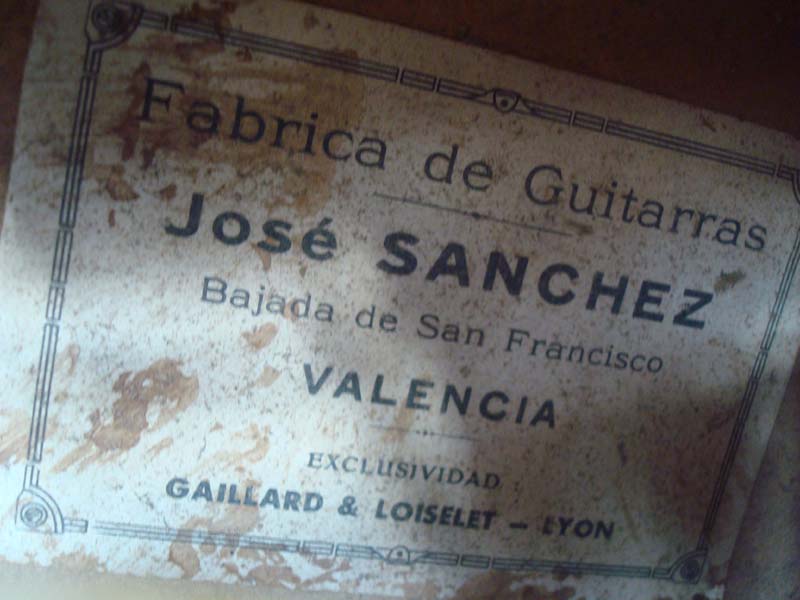 Fabrica de Guitarras
José SANCHEZ
Bajada de San Francisco
VALENCIA
EXCLUSIVIDAD :
GAILLARD & LOISELET – LYON